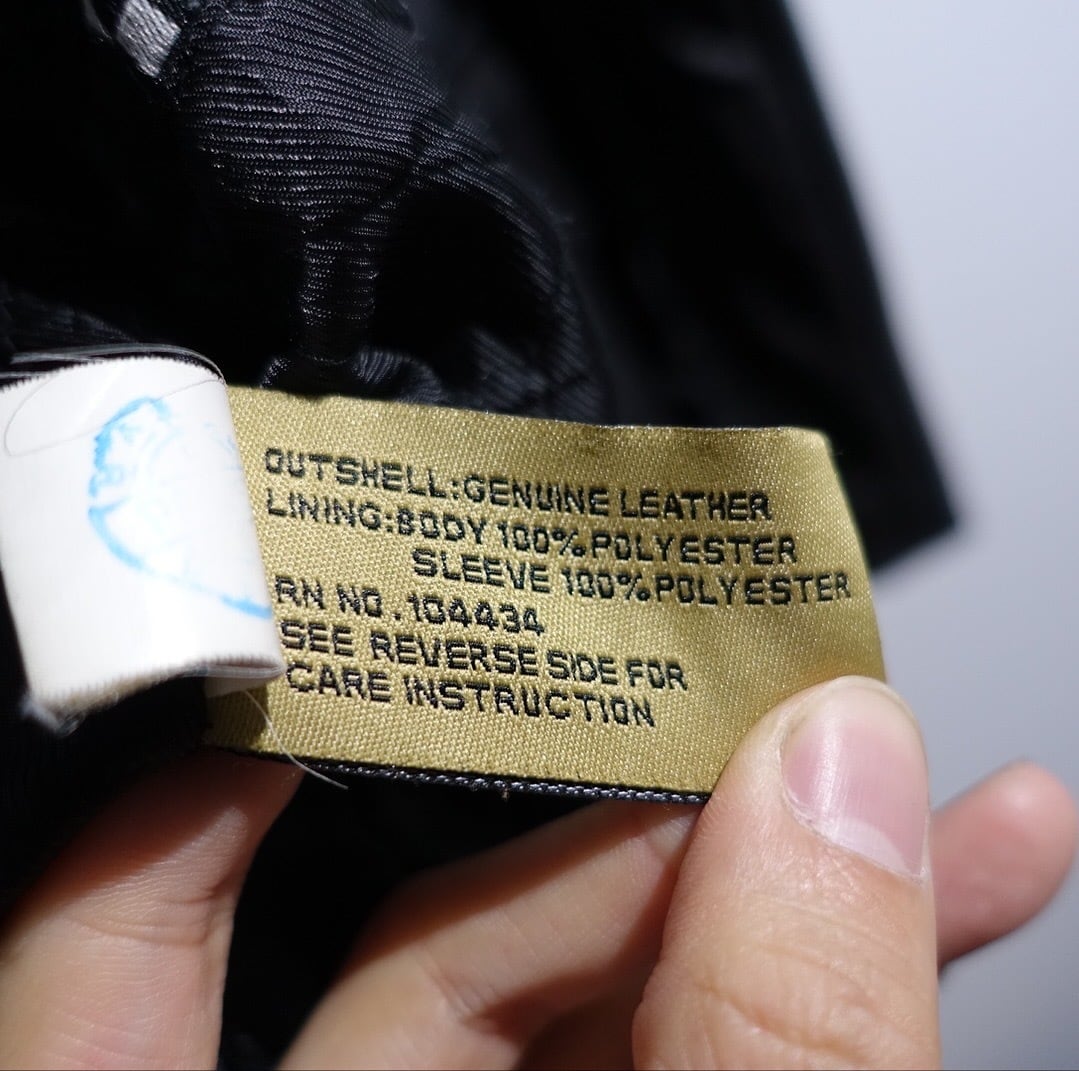 OUTSHELL:GENUINE LEATHER
LINING:BODY 100%POLYESTER
SLEEVE 100%POLYESTER
RN NO.104434
SEE REVERSE SIDE FOR
CARE INSTRUCTION